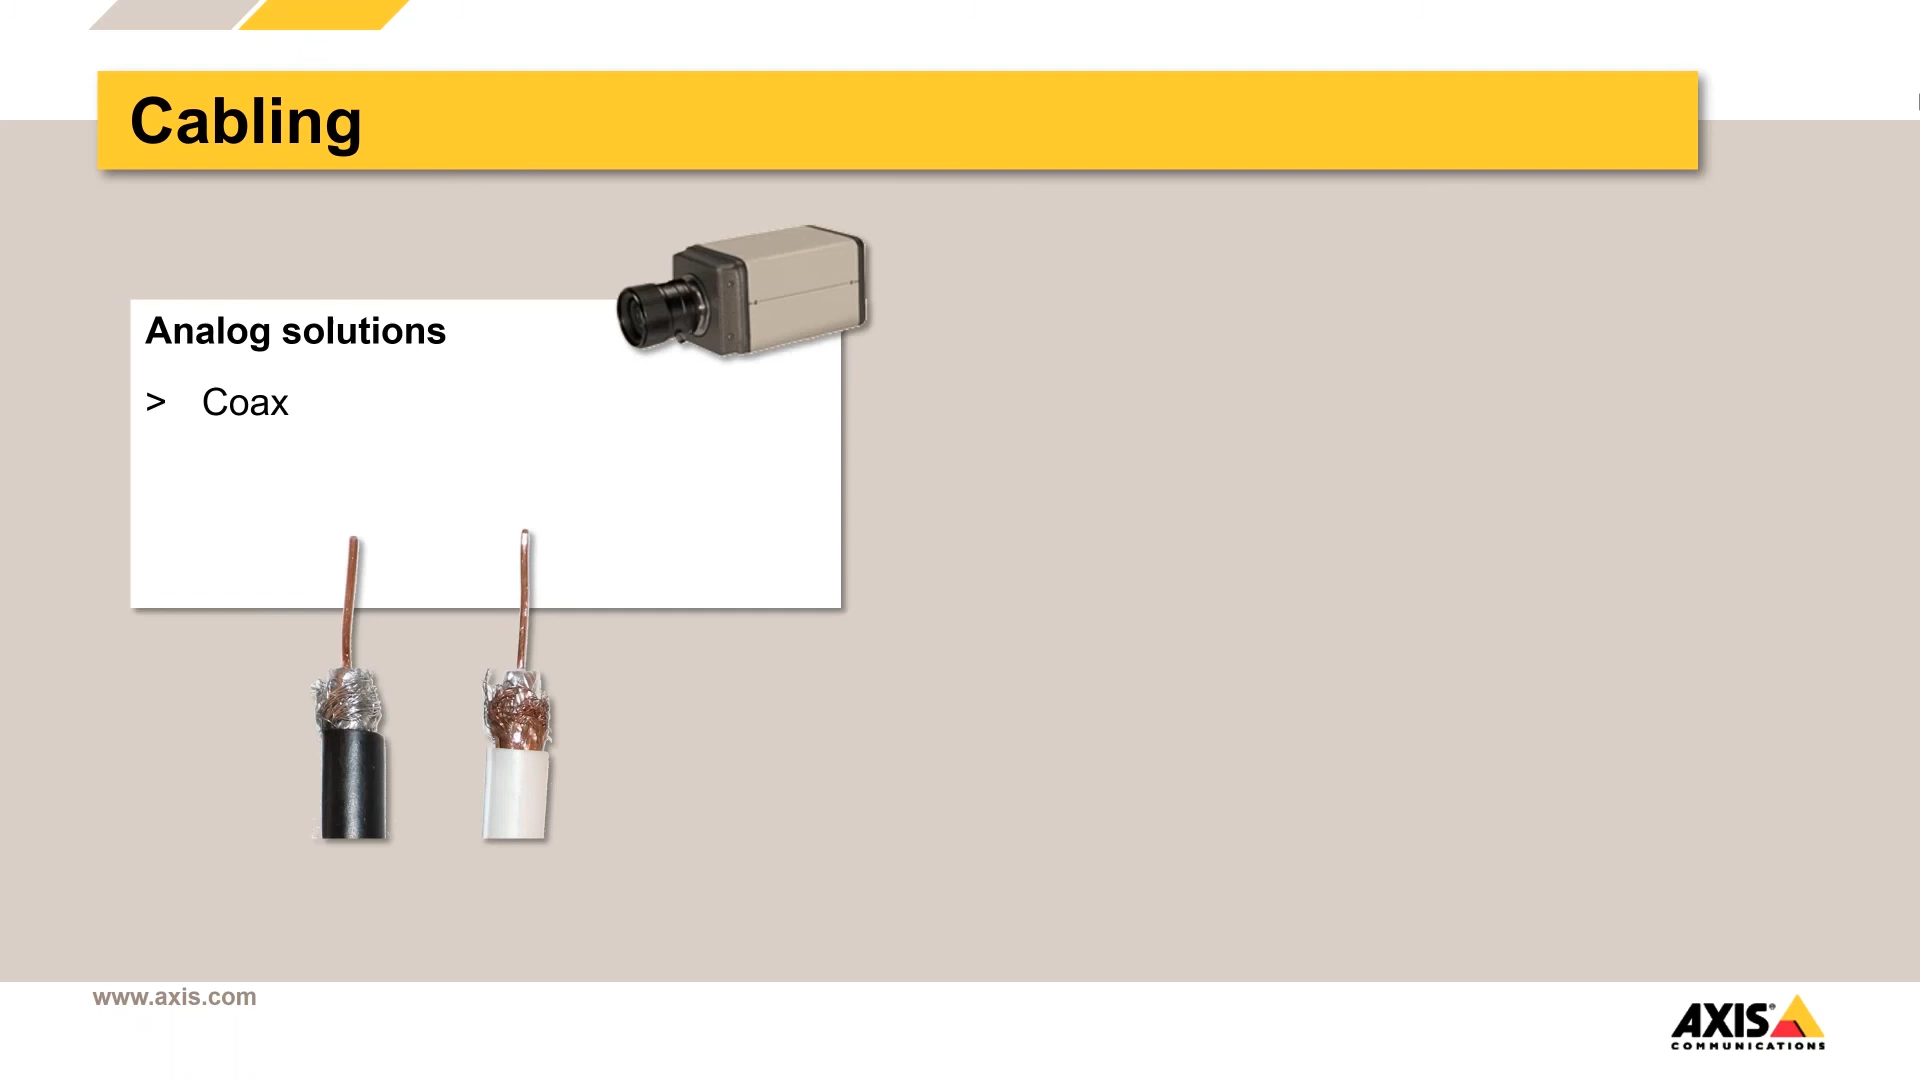 Cabling
Analog solutions
> Coax
www.axis.com
AXIS®
COMMUNICATIONS